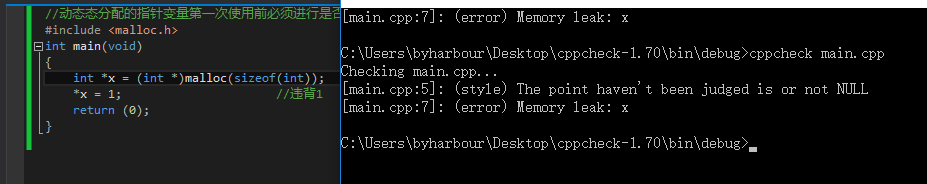 //动态态分配的指针变量第一次使用前必须进行是否
#include <malloc.h>
int main(void)
{
int *x = (int *)malloc(sizeof(int));
*x = 1; //违背1
return (0);
}
[main.cpp:7]: (error) Memory leak: x
C:\Users\byharbour\Desktop\cppcheck-1.70\bin\debug>cppcheck main.cpp
Checking main.cpp...
[main.cpp:5]: (style) The point haven't been judged is or not NULL
[main.cpp:7]: (error) Memory leak: x
C:\Users\byharbour\Desktop\cppcheck-1.70\bin\debug>